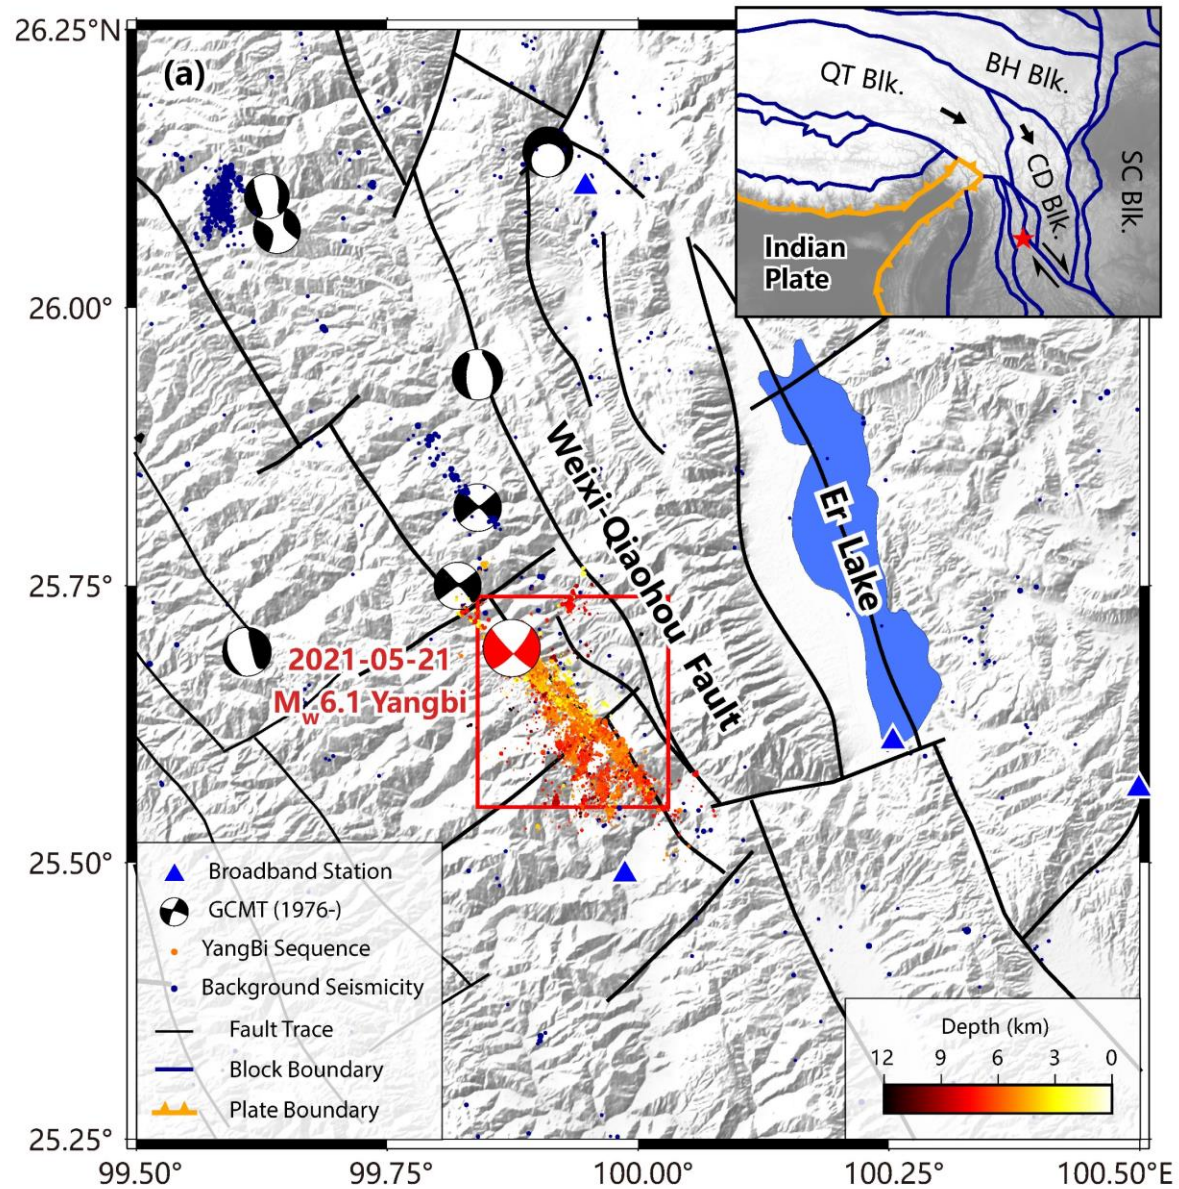 26.25°N
(a)
QT Blk.
BH Blk.
CD Blk.
SC Blk.
Indian
Plate
26.00°
Weixi-Qiaohou Fault
Er Lake
25.75°
2021-05-21
Mw6.1 Yangbi
25.50°
Broadband Station
GCMT (1976-)
YangBi Sequence
Background Seismicity
Fault Trace
Block Boundary
Plate Boundary
Depth (km)
12 9 6 3 0
25.25°
99.50° 99.75° 100.00° 100.25° 100.50°E